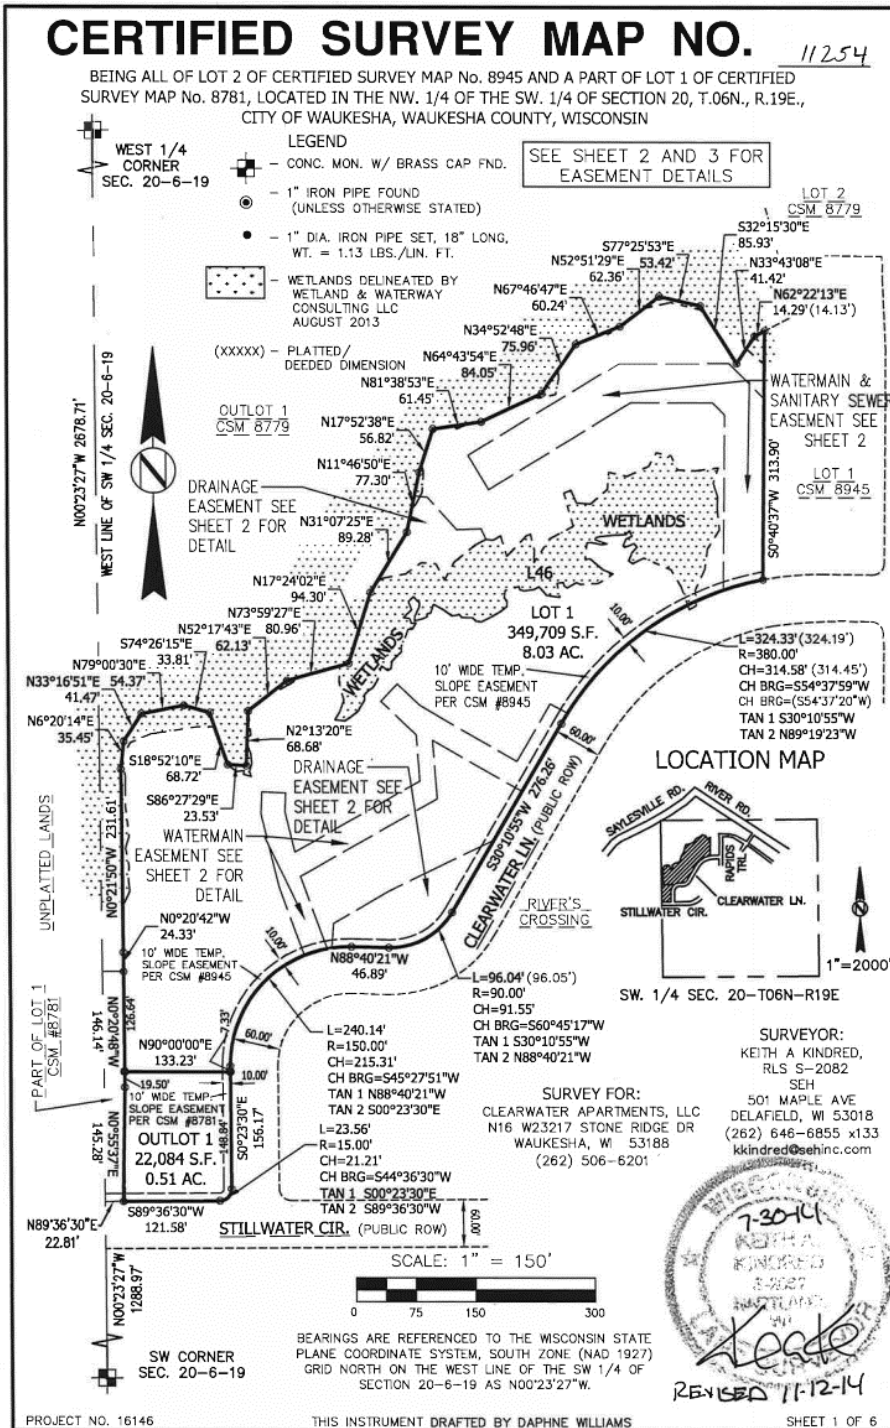 CERTIFIED SURVEY MAP NO. 11254
BEING ALL OF LOT 2 OF CERTIFIED SURVEY MAP No. 8945 AND A PART OF LOT 1 OF CERTIFIED
SURVEY MAP No. 8781, LOCATED IN THE NW. 1/4 OF THE SW. 1/4 OF SECTION 20, T.06N., R.19E.,
CITY OF WAUKESHA, WAUKESHA COUNTY, WISCONSIN
WEST 1/4
CORNER
SEC. 20-6-19
LEGEND
- CONC. MON. W/ BRASS CAP FND.
- 1" IRON PIPE FOUND
(UNLESS OTHERWISE STATED)
- 1" DIA. IRON PIPE SET, 18" LONG,
WT. = 1.13 LBS./LIN. FT.
- WETLANDS DELINEATED BY
WETLAND & WATERWAY
CONSULTING LLC
AUGUST 2013
(XXXXX) - PLATTED/
DEEDED DIMENSION
SEE SHEET 2 AND 3 FOR
EASEMENT DETAILS
LOT 2
CSM 8779
S32°15'30"E
85.93'
S77°25'53"E
53.42'
N33°43'08"E
41.42'
N52°51'29"E
62.36'
N62°22'13"E
14.29'(14.13')
N67°46'47"E
60.24'
N34°52'48"E
75.96'
N64°43'54"E
84.05'
N81°38'53"E
61.45'
N17°52'38"E
56.82'
N11°46'50"E
77.30'
N31°07'25"E
89.28'
N17°24'02"E
94.30'
N73°59'27"E
80.96'
N52°17'43"E
62.13'
S74°26'15"E
33.81'
N79°00'30"E
54.37'
N33°16'51"E
41.47'
N6°20'14"E
35.45'
OUTLOT 1
CSM 8779
N00°23'27"W 2678.71'
WEST LINE OF SW 1/4 SEC. 20-6-19
DRAINAGE
EASEMENT SEE
SHEET 2 FOR
DETAIL
WATERMAIN &
SANITARY SEWER
EASEMENT SEE
SHEET 2
LOT 1
CSM 8945
S0°40'37"W 313.90'
WETLANDS
L46
LOT 1
349,709 S.F.
8.03 AC.
WETLANDS
10.00'
10' WIDE TEMP.
SLOPE EASEMENT
PER CSM #8945
L=324.33'(324.19')
R=380.00'
CH=314.58' (314.45')
CH BRG=S54°37'59"W
CH BRG=(S54°37'20"W)
TAN 1 S30°10'55"W
TAN 2 N89°19'23"W
60.00'
S30°10'55"W 276.26'
CLEARWATER LN. (PUBLIC ROW)
N2°13'20"E
68.68'
S18°52'10"E
68.72'
S86°27'29"E
23.53'
DRAINAGE
EASEMENT SEE
SHEET 2 FOR
DETAIL
WATERMAIN
EASEMENT SEE
SHEET 2 FOR
DETAIL
UNPLATTED LANDS
N0°21'50"W 231.61'
N0°20'42"W
24.33'
10' WIDE TEMP.
SLOPE EASEMENT
PER CSM #8945
10.00'
N88°40'21"W
46.89'
RIVER'S
CROSSING
LOCATION MAP
SAYLESVILLE RD.
RIVER RD.
RAPIDS
TRL.
CLEARWATER LN.
STILLWATER CIR.
1"=2000'
SW. 1/4 SEC. 20-T06N-R19E
L=96.04'(96.05')
R=90.00'
CH=91.55'
CH BRG=S60°45'17"W
TAN 1 S30°10'55"W
TAN 2 N88°40'21"W
L=240.14'
R=150.00'
CH=215.31'
CH BRG=S45°27'51"W
TAN 1 N88°40'21"W
TAN 2 S00°23'30"E
L=23.56'
R=15.00'
CH=21.21'
CH BRG=S44°36'30"W
TAN 1 S00°23'30"E
TAN 2 S89°36'30"W
PART OF LOT 1
CSM #8781
N0°20'48"W
146.14'
126.64'
N90°00'00"E
133.23'
7.33'
60.00'
10.00'
19.50'
10' WIDE TEMP.
SLOPE EASEMENT
PER CSM #8781
OUTLOT 1
22,084 S.F.
0.51 AC.
N0°55'37"E
145.28'
148.84'
S0°23'30"E
156.17'
S89°36'30"W
121.58'
N89°36'30"E
22.81'
STILLWATER CIR. (PUBLIC ROW)
60.00'
N00°23'27"W
1288.97'
SURVEY FOR:
CLEARWATER APARTMENTS, LLC
N16 W23217 STONE RIDGE DR
WAUKESHA, WI 53188
(262) 506-6201
SURVEYOR:
KEITH A KINDRED,
RLS S-2082
SEH
501 MAPLE AVE
DELAFIELD, WI 53018
(262) 646-6855 x133
kkindred@sehinc.com
SCALE: 1" = 150'
0 75 150 300
BEARINGS ARE REFERENCED TO THE WISCONSIN STATE
PLANE COORDINATE SYSTEM, SOUTH ZONE (NAD 1927)
GRID NORTH ON THE WEST LINE OF THE SW 1/4 OF
SECTION 20-6-19 AS N00°23'27"W.
SW CORNER
SEC. 20-6-19
7-30-14
KEITH A.
KINDRED
HARTLAND,
WI
REVISED 11-12-14
PROJECT NO. 16146
THIS INSTRUMENT DRAFTED BY DAPHNE WILLIAMS
SHEET 1 OF 6